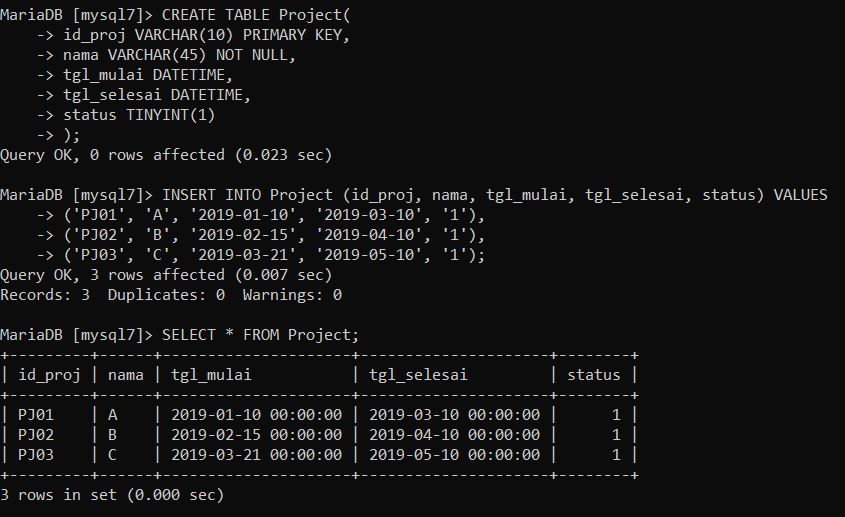 MariaDB [mysql7]> CREATE TABLE Project(
    -> id_proj VARCHAR(10) PRIMARY KEY,
    -> nama VARCHAR(45) NOT NULL,
    -> tgl_mulai DATETIME,
    -> tgl_selesai DATETIME,
    -> status TINYINT(1)
    -> );
Query OK, 0 rows affected (0.023 sec)

MariaDB [mysql7]> INSERT INTO Project (id_proj, nama, tgl_mulai, tgl_selesai, status) VALUES
    -> ('PJ01', 'A', '2019-01-10', '2019-03-10', '1'),
    -> ('PJ02', 'B', '2019-02-15', '2019-04-10', '1'),
    -> ('PJ03', 'C', '2019-03-21', '2019-05-10', '1');
Query OK, 3 rows affected (0.007 sec)
Records: 3  Duplicates: 0  Warnings: 0

MariaDB [mysql7]> SELECT * FROM Project;
+---------+------+---------------------+---------------------+--------+
| id_proj | nama | tgl_mulai           | tgl_selesai         | status |
+---------+------+---------------------+---------------------+--------+
| PJ01    | A    | 2019-01-10 00:00:00 | 2019-03-10 00:00:00 |      1 |
| PJ02    | B    | 2019-02-15 00:00:00 | 2019-04-10 00:00:00 |      1 |
| PJ03    | C    | 2019-03-21 00:00:00 | 2019-05-10 00:00:00 |      1 |
+---------+------+---------------------+---------------------+--------+
3 rows in set (0.000 sec)